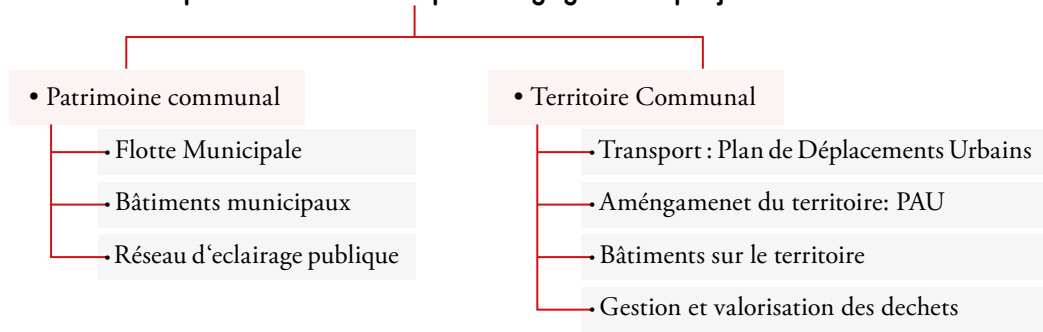 • Patrimoine communal
• Flotte Municipale
• Bâtiments municipaux
• Réseau d‘eclairage publique
• Territoire Communal
• Transport : Plan de Déplacements Urbains
• Améngamenet du territoire: PAU
• Bâtiments sur le territoire
• Gestion et valorisation des dechets